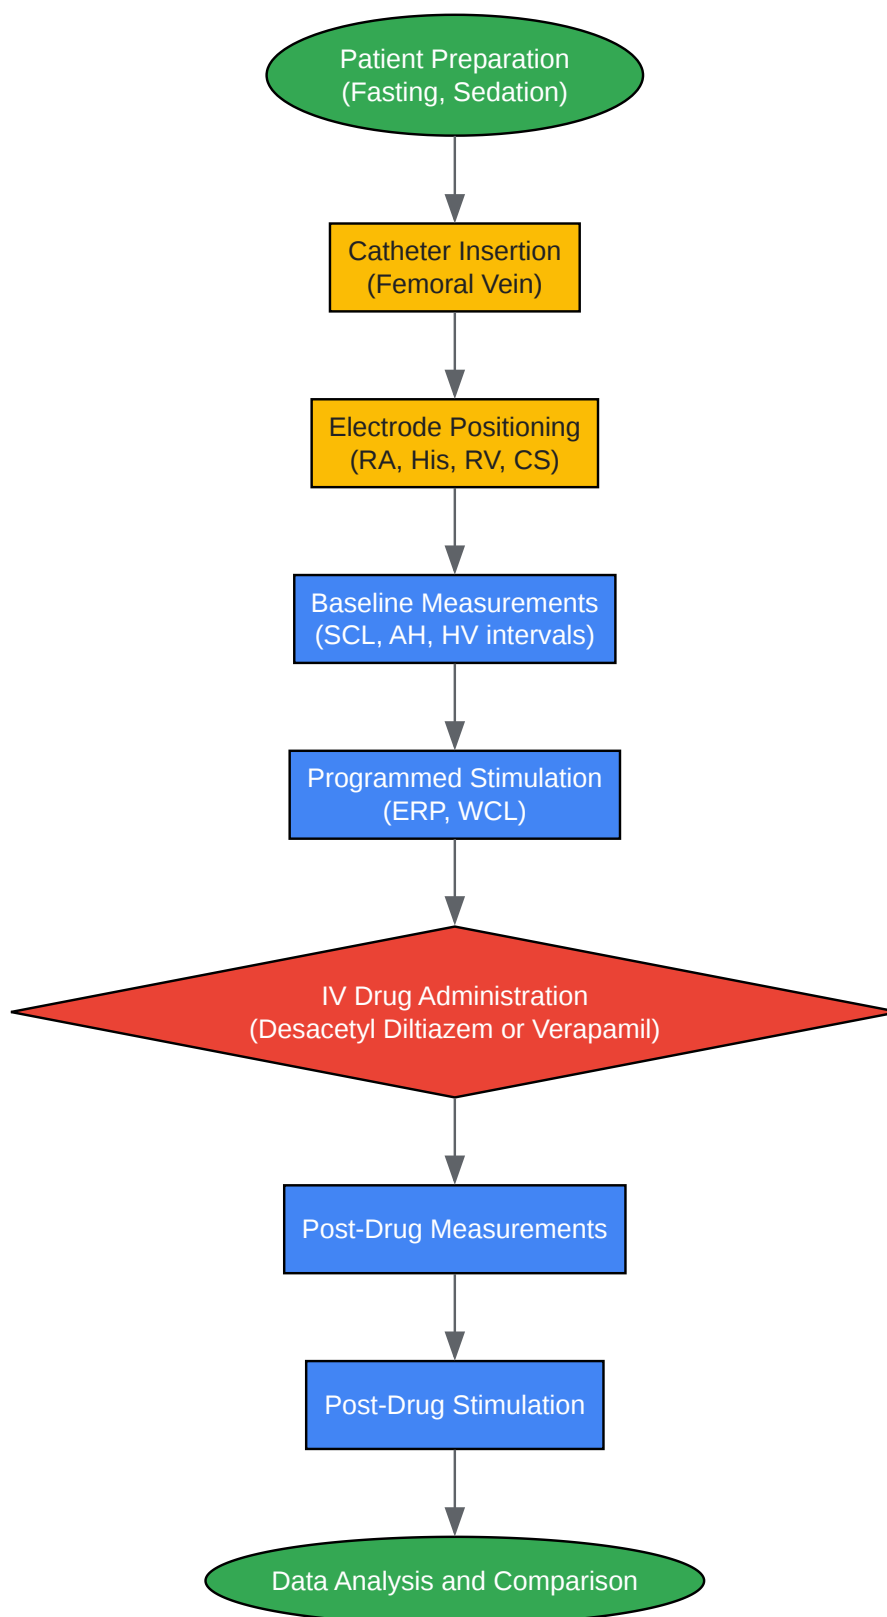 Patient Preparation
(Fasting, Sedation)
Catheter Insertion
(Femoral Vein)
Electrode Positioning
(RA, His, RV, CS)
Baseline Measurements
(SCL, AH, HV intervals)
Programmed Stimulation
(ERP, WCL)
IV Drug Administration
(Desacetyl Diltiazem or Verapamil)
Post-Drug Measurements
Post-Drug Stimulation
Data Analysis and Comparison